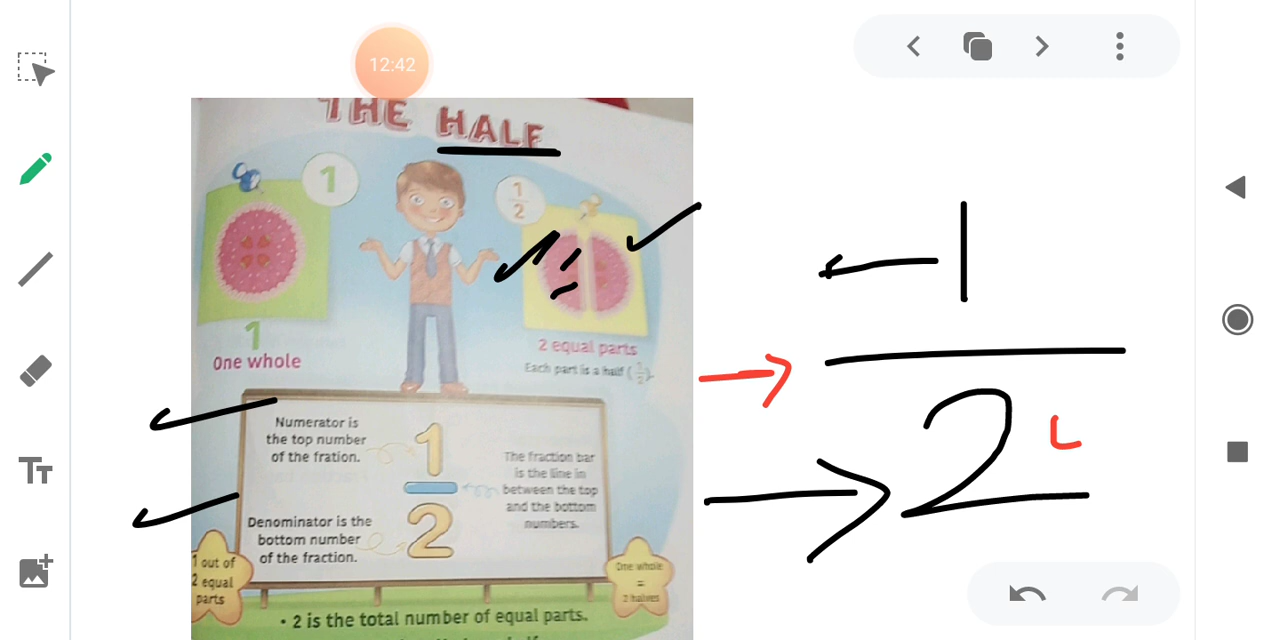 12:42
THE HALF
1
1
2
1
One whole
2 equal parts
Each part is a half (1/2).
Numerator is
the top number
of the fration.
1
2
The fraction bar
is the line in
between the top
and the bottom
numbers.
Denominator is the
bottom number
of the fraction.
1 out of
2 equal
parts
One whole
=
2 halves
• 2 is the total number of equal parts.
1
2
TT